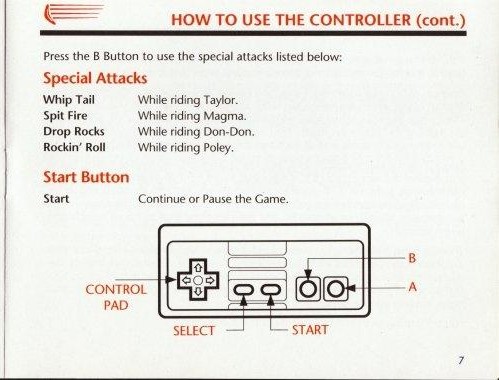 HOW TO USE THE CONTROLLER (cont.)
Press the B Button to use the special attacks listed below:
Special Attacks
Whip Tail While riding Taylor.
Spit Fire While riding Magma.
Drop Rocks While riding Don-Don.
Rockin' Roll While riding Poley.
Start Button
Start Continue or Pause the Game.
B
CONTROL
PAD
A
SELECT
START
7